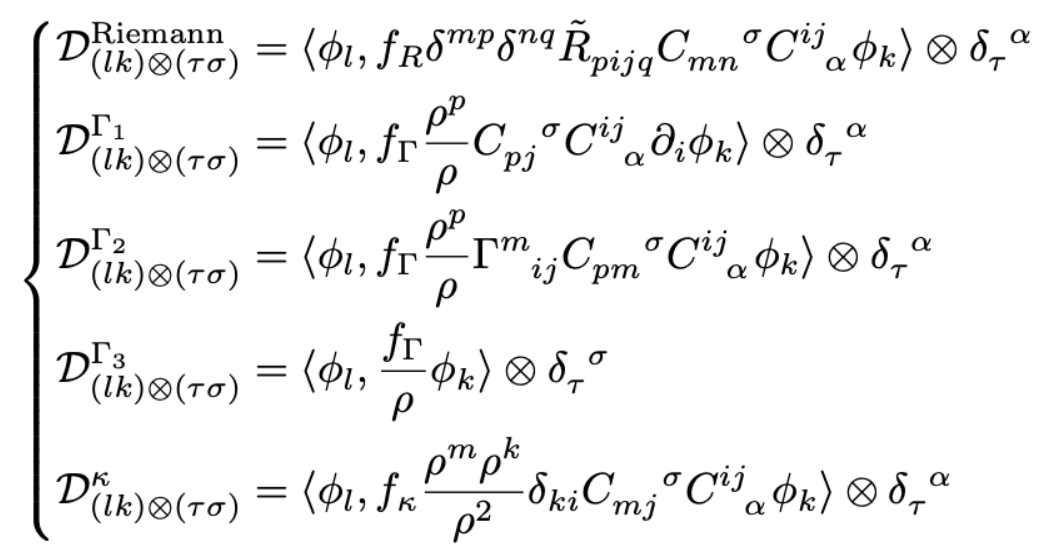 \mathcal{D}^{\text{Riemann}}_{(lk)\otimes(\tau\sigma)} = \langle \phi_l, f_R \delta^{mp} \delta^{nq} \tilde{R}_{pijq} C_{mn}{}^{\sigma} C^{ij}{}_{\alpha} \phi_k \rangle \otimes \delta_{\tau}{}^{\alpha}
\mathcal{D}^{\Gamma_1}_{(lk)\otimes(\tau\sigma)} = \langle \phi_l, f_\Gamma \frac{\rho^p}{\rho} C_{pj}{}^{\sigma} C^{ij}{}_{\alpha} \partial_i \phi_k \rangle \otimes \delta_{\tau}{}^{\alpha}
\mathcal{D}^{\Gamma_2}_{(lk)\otimes(\tau\sigma)} = \langle \phi_l, f_\Gamma \frac{\rho^p}{\rho} \Gamma^m{}_{ij} C_{pm}{}^{\sigma} C^{ij}{}_{\alpha} \phi_k \rangle \otimes \delta_{\tau}{}^{\alpha}
\mathcal{D}^{\Gamma_3}_{(lk)\otimes(\tau\sigma)} = \langle \phi_l, \frac{f_\Gamma}{\rho} \phi_k \rangle \otimes \delta_{\tau}{}^{\sigma}
\mathcal{D}^{\kappa}_{(lk)\otimes(\tau\sigma)} = \langle \phi_l, f_\kappa \frac{\rho^m \rho^k}{\rho^2} \delta_{ki} C_{mj}{}^{\sigma} C^{ij}{}_{\alpha} \phi_k \rangle \otimes \delta_{\tau}{}^{\alpha}